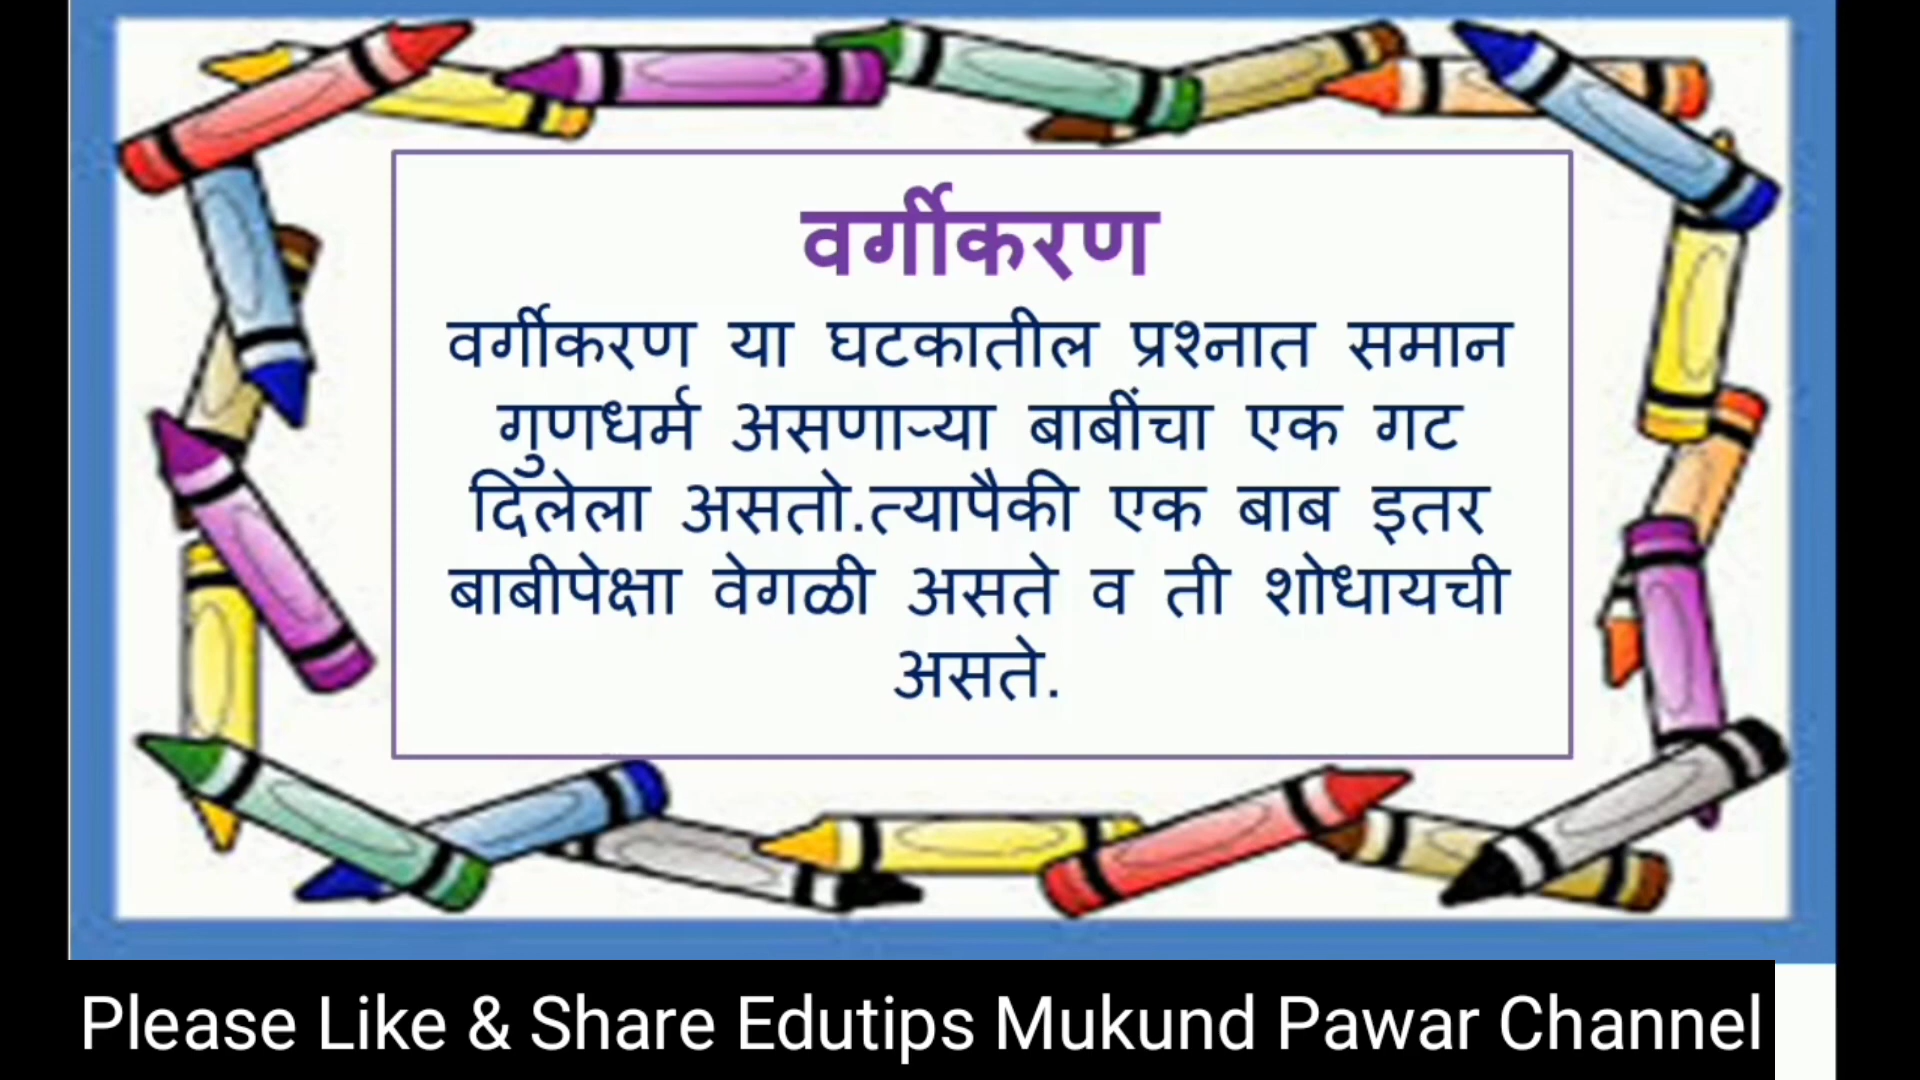 वर्गीकरण
वर्गीकरण या घटकातील प्रश्नात समान
गुणधर्म असणाऱ्या बाबींचा एक गट
दिलेला असतो.त्यापैकी एक बाब इतर
बाबीपेक्षा वेगळी असते व ती शोधायची
असते.
Please Like & Share Edutips Mukund Pawar Channel